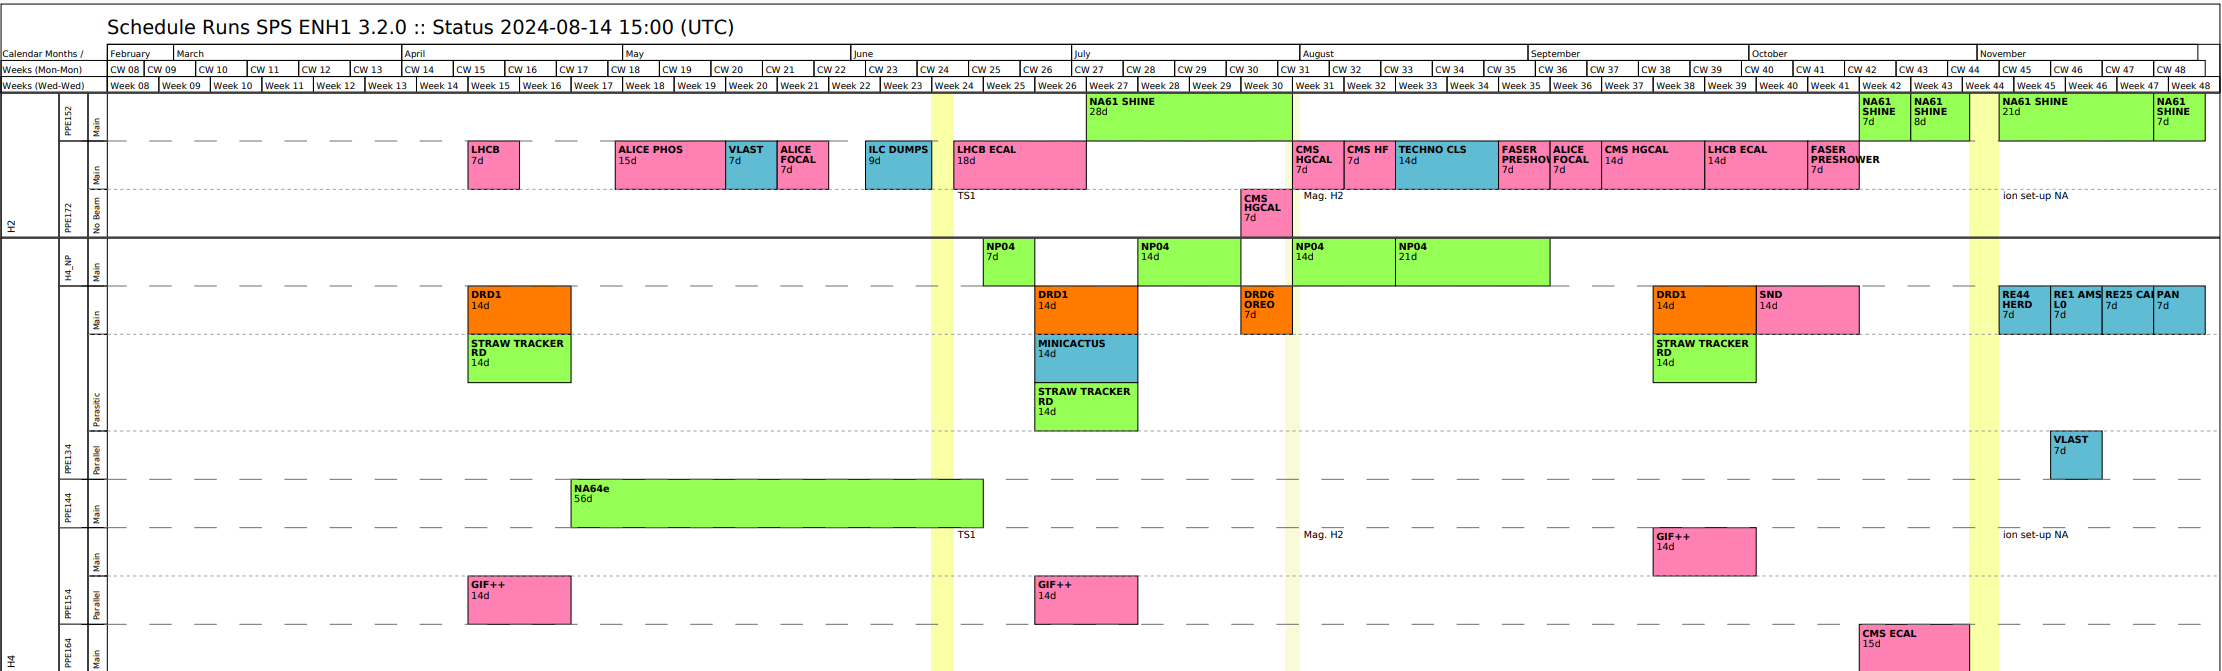 Schedule Runs SPS ENH1 3.2.0 :: Status 2024-08-14 15:00 (UTC)
Calendar Months / February March April May June July August September October November
Weeks (Mon-Mon) CW 08 CW 09 CW 10 CW 11 CW 12 CW 13 CW 14 CW 15 CW 16 CW 17 CW 18 CW 19 CW 20 CW 21 CW 22 CW 23 CW 24 CW 25 CW 26 CW 27 CW 28 CW 29 CW 30 CW 31 CW 32 CW 33 CW 34 CW 35 CW 36 CW 37 CW 38 CW 39 CW 40 CW 41 CW 42 CW 43 CW 44 CW 45 CW 46 CW 47 CW 48
Weeks (Wed-Wed) Week 08 Week 09 Week 10 Week 11 Week 12 Week 13 Week 14 Week 15 Week 16 Week 17 Week 18 Week 19 Week 20 Week 21 Week 22 Week 23 Week 24 Week 25 Week 26 Week 27 Week 28 Week 29 Week 30 Week 31 Week 32 Week 33 Week 34 Week 35 Week 36 Week 37 Week 38 Week 39 Week 40 Week 41 Week 42 Week 43 Week 44 Week 45 Week 46 Week 47 Week 48
H2
PPE152
Main
NA61 SHINE
28d
NA61
SHINE
7d
NA61
SHINE
8d
NA61 SHINE
21d
NA61
SHINE
7d
PPE172
Main
LHCB
7d
ALICE PHOS
15d
VLAST
7d
ALICE
FOCAL
7d
ILC DUMPS
9d
LHCB ECAL
18d
CMS
HGCAL
7d
CMS HF
7d
TECHNO CLS
14d
FASER
PRESHOW
7d
ALICE
FOCAL
7d
CMS HGCAL
14d
LHCB ECAL
14d
FASER
PRESHOWER
7d
No Beam
TS1
CMS
HGCAL
7d
Mag. H2
ion set-up NA
H4
H4_NP
Main
NP04
7d
NP04
14d
NP04
14d
NP04
21d
PPE134
Main
DRD1
14d
DRD1
14d
DRD6
OREO
7d
DRD1
14d
SND
14d
RE44
HERD
7d
RE1 AMS
L0
7d
RE25 CAL
7d
PAN
7d
Parasitic
STRAW TRACKER
RD
14d
MINICACTUS
14d
STRAW TRACKER
RD
14d
STRAW TRACKER
RD
14d
Parallel
VLAST
7d
PPE144
Main
NA64e
56d
PPE154
Main
TS1
Mag. H2
GIF++
14d
ion set-up NA
Parallel
GIF++
14d
GIF++
14d
PPE164
Main
CMS ECAL
15d